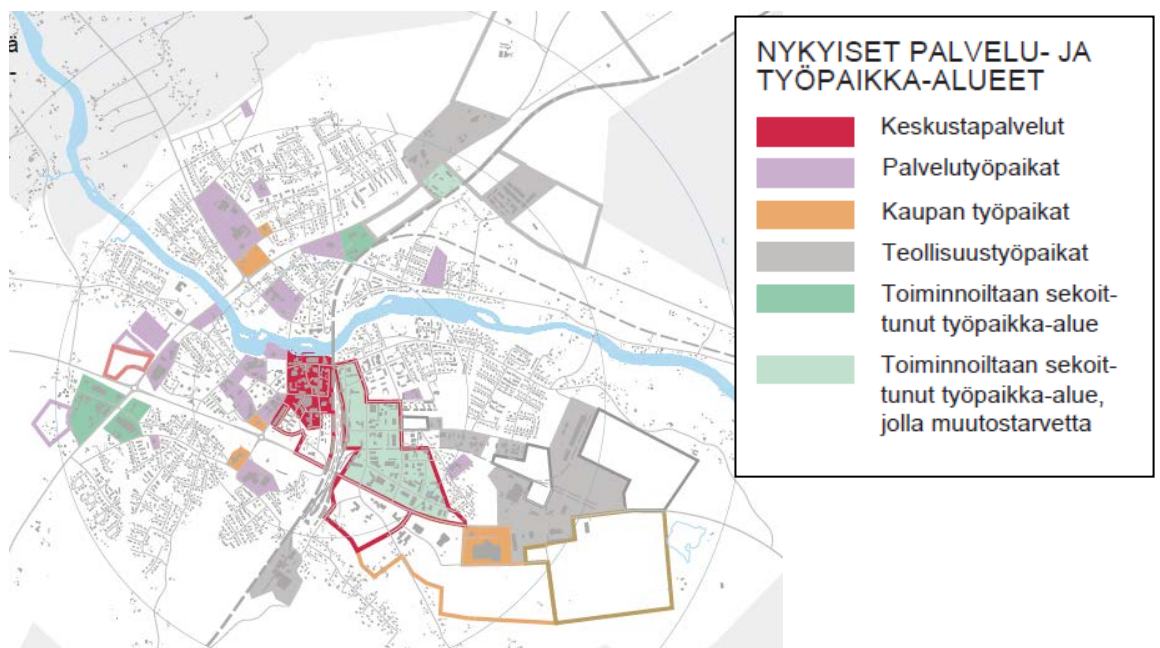 ä
-
NYKYISET PALVELU- JA
TYÖPAIKKA-ALUEET
Keskustapalvelut
Palvelutyöpaikat
Kaupan työpaikat
Teollisuustyöpaikat
Toiminnoiltaan sekoit-
tunut työpaikka-alue
Toiminnoiltaan sekoit-
tunut työpaikka-alue,
jolla muutostarvetta